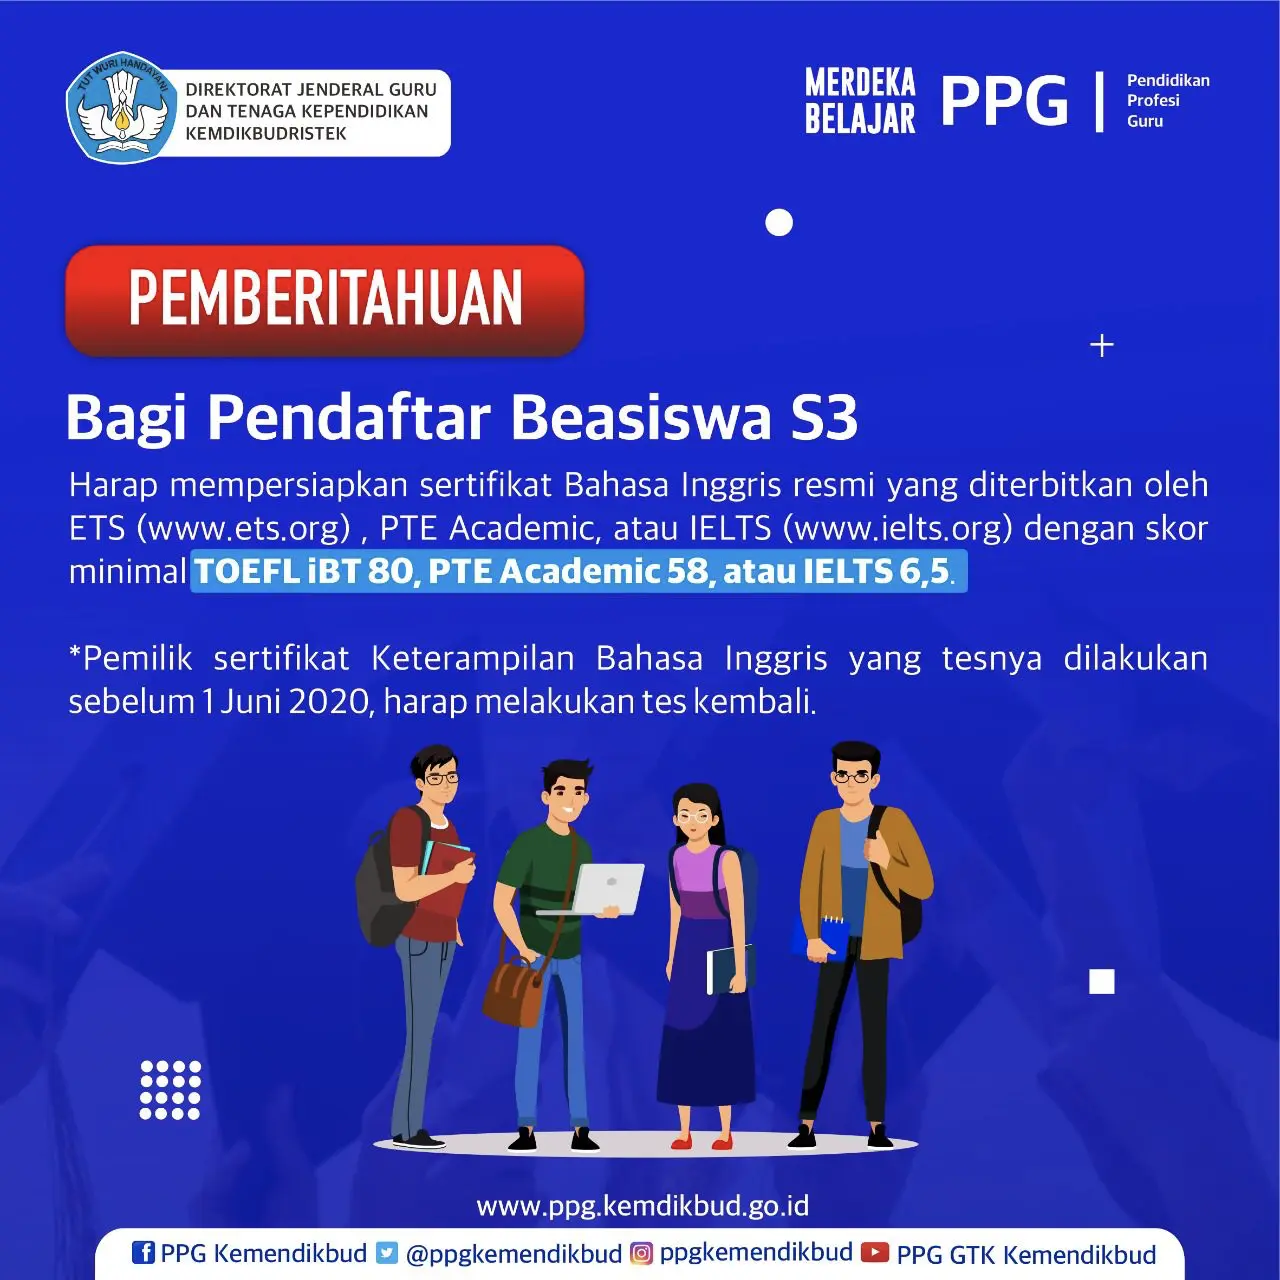 TUT WURI HANDAYANI
DIREKTORAT JENDERAL GURU
DAN TENAGA KEPENDIDIKAN
KEMDIKBUDRISTEK
MERDEKA
BELAJAR
PPG
Pendidikan
Profesi
Guru
PEMBERITAHUAN
Bagi Pendaftar Beasiswa S3
Harap mempersiapkan sertifikat Bahasa Inggris resmi yang diterbitkan oleh
ETS (www.ets.org) , PTE Academic, atau IELTS (www.ielts.org) dengan skor
minimal TOEFL iBT 80, PTE Academic 58, atau IELTS 6,5.
*Pemilik sertifikat Keterampilan Bahasa Inggris yang tesnya dilakukan
sebelum 1 Juni 2020, harap melakukan tes kembali.
www.ppg.kemdikbud.go.id
PPG Kemendikbud @ppgkemendikbud ppgkemendikbud PPG GTK Kemendikbud